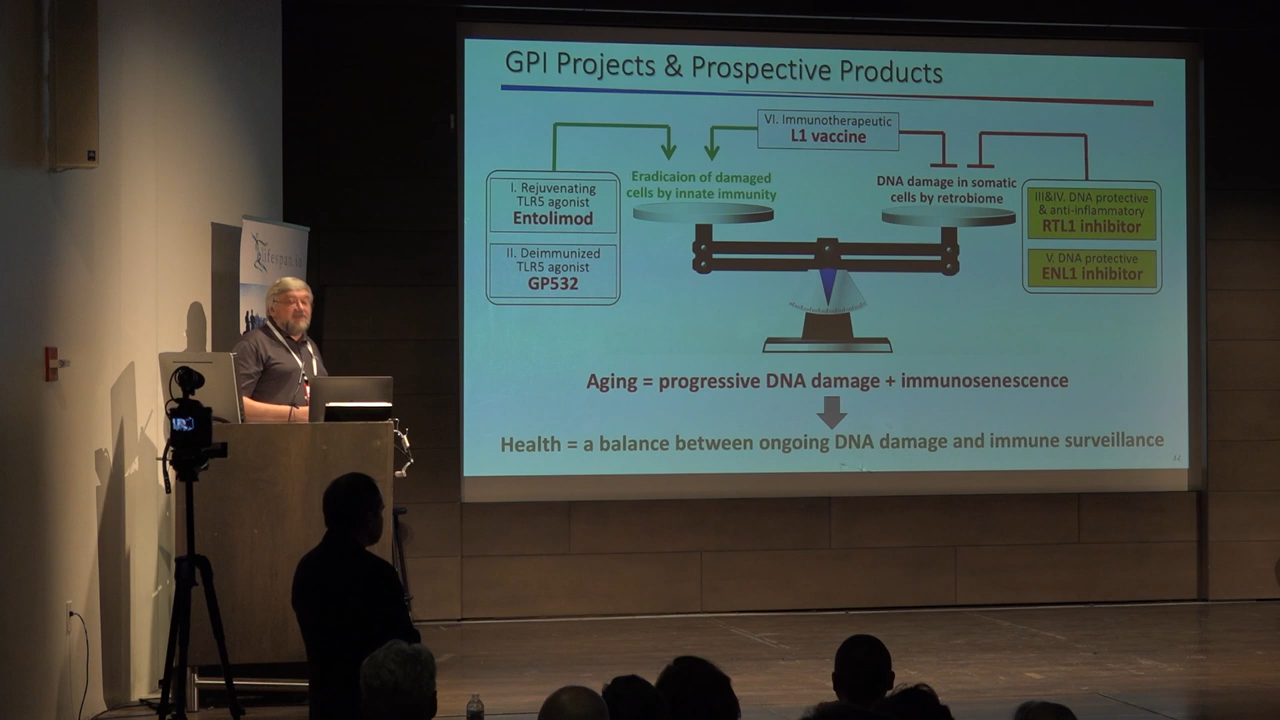 GPI Projects & Prospective Products
VI. Immunotherapeutic
L1 vaccine
Eradicaion of damaged
cells by innate immunity
DNA damage in somatic
cells by retrobiome
I. Rejuvenating
TLR5 agonist
Entolimod
II. Deimmunized
TLR5 agonist
GP532
III&IV. DNA protective
& anti-inflammatory
RTL1 inhibitor
V. DNA protective
ENL1 inhibitor
Aging = progressive DNA damage + immunosenescence
Health = a balance between ongoing DNA damage and immune surveillance
lifespan.io